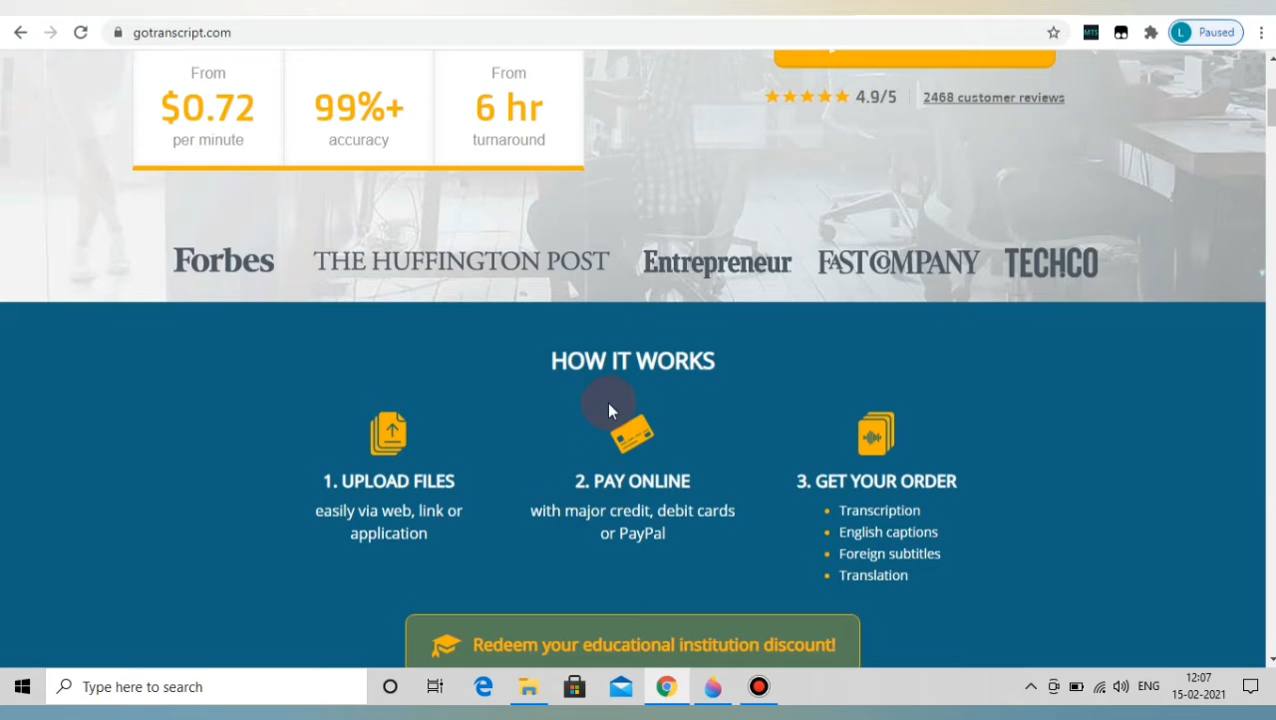 gotranscript.com
Paused
L
MTS
From
$0.72
per minute
99%+
accuracy
From
6 hr
turnaround
4.9/5
2468 customer reviews
Forbes
THE HUFFINGTON POST
Entrepreneur
FAST COMPANY
TECHCO
HOW IT WORKS
1. UPLOAD FILES
easily via web, link or
application
2. PAY ONLINE
with major credit, debit cards
or PayPal
3. GET YOUR ORDER
Transcription
English captions
Foreign subtitles
Translation
Redeem your educational institution discount!
Type here to search
ENG
12:07
15-02-2021